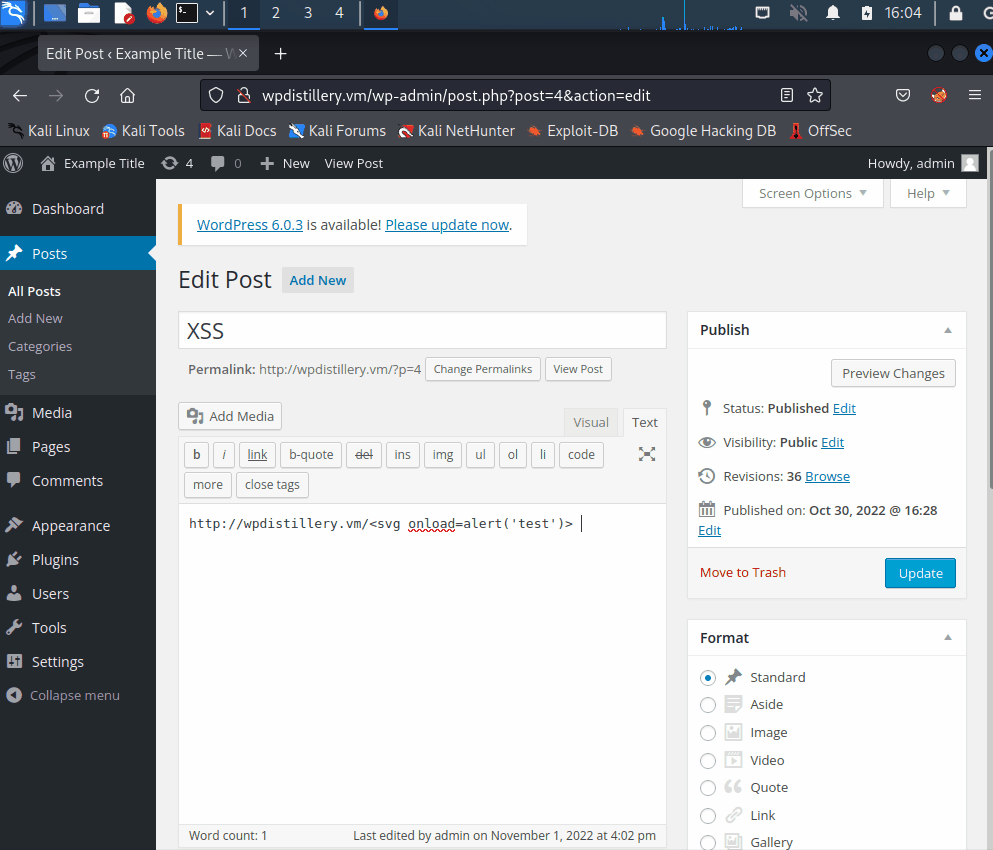 1 2 3 4 16:04
Edit Post ‹ Example Title — W
wpdistillery.vm/wp-admin/post.php?post=4&action=edit
Kali Linux Kali Tools Kali Docs Kali Forums Kali NetHunter Exploit-DB Google Hacking DB OffSec
Example Title 4 0 New View Post Howdy, admin
Screen Options Help
Dashboard
Posts
All Posts
Add New
Categories
Tags
Media
Pages
Comments
Appearance
Plugins
Users
Tools
Settings
Collapse menu
WordPress 6.0.3 is available! Please update now.
Edit Post Add New
XSS
Permalink: http://wpdistillery.vm/?p=4 Change Permalinks View Post
Add Media Visual Text
b i link b-quote del ins img ul ol li code
more close tags
http://wpdistillery.vm/<svg onload=alert('test')>
Word count: 1 Last edited by admin on November 1, 2022 at 4:02 pm
Publish
Preview Changes
Status: Published Edit
Visibility: Public Edit
Revisions: 36 Browse
Published on: Oct 30, 2022 @ 16:28
Edit
Move to Trash Update
Format
Standard
Aside
Image
Video
Quote
Link
Gallery